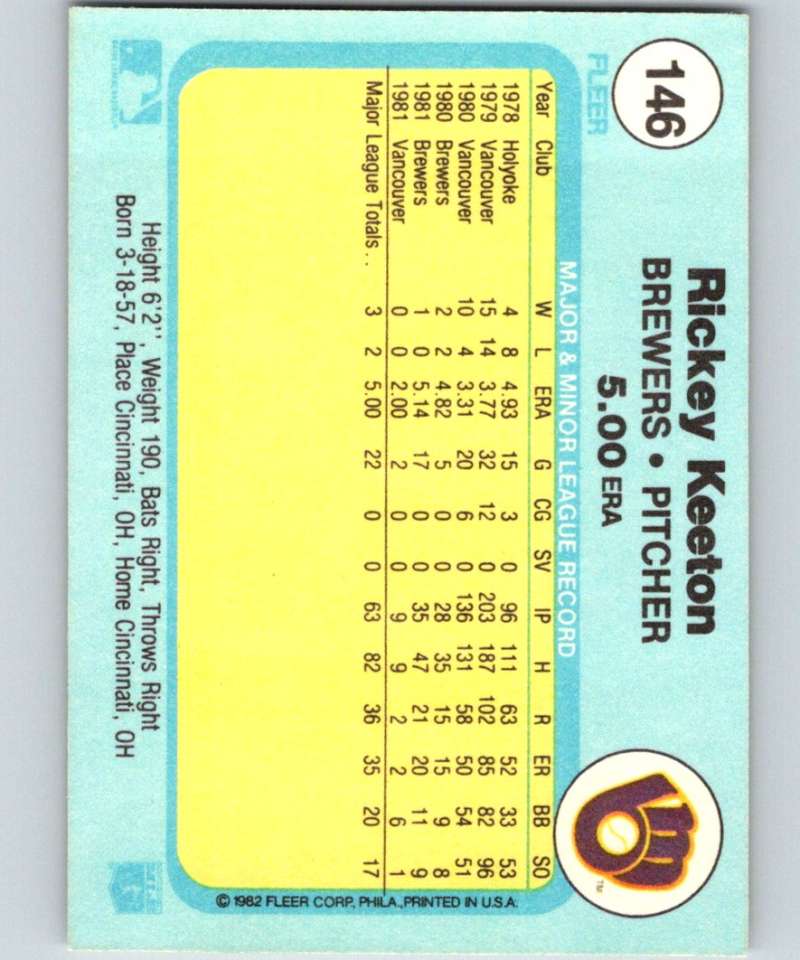 146
FLEER
Rickey Keeton
BREWERS • PITCHER
5.00 ERA
MAJOR & MINOR LEAGUE RECORD
Year Club W L ERA G CG SV IP H R ER BB SO
1978 Holyoke 4 8 4.93 15 3 0 96 111 63 52 33 53
1979 Vancouver 15 14 3.77 32 12 0 203 187 102 85 82 96
1980 Vancouver 10 4 3.31 20 6 0 136 131 58 50 54 51
1980 Brewers 2 2 4.82 5 0 0 28 35 15 15 9 8
1981 Brewers 1 0 5.14 17 0 0 35 47 21 20 11 9
1981 Vancouver 0 0 2.00 2 0 0 9 9 2 2 6 1
Major League Totals . . 3 2 5.00 22 0 0 63 82 36 35 20 17
© 1982 FLEER CORP, PHILA., PRINTED IN U.S.A.
TM
Height 6'2'', Weight 190, Bats Right, Throws Right
Born 3-18-57, Place Cincinnati, OH, Home Cincinnati, OH